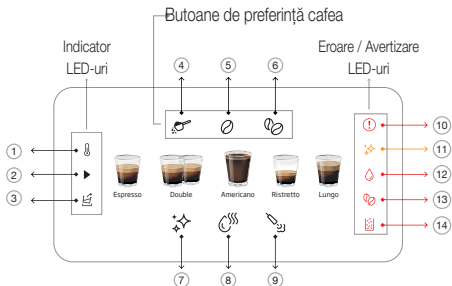 Butoane de preferință cafea
Indicator
LED-uri
Eroare / Avertizare
LED-uri
4
5
6
1
2
3
10
11
12
13
14
Espresso
Double
Americano
Ristretto
Lungo
7
8
9